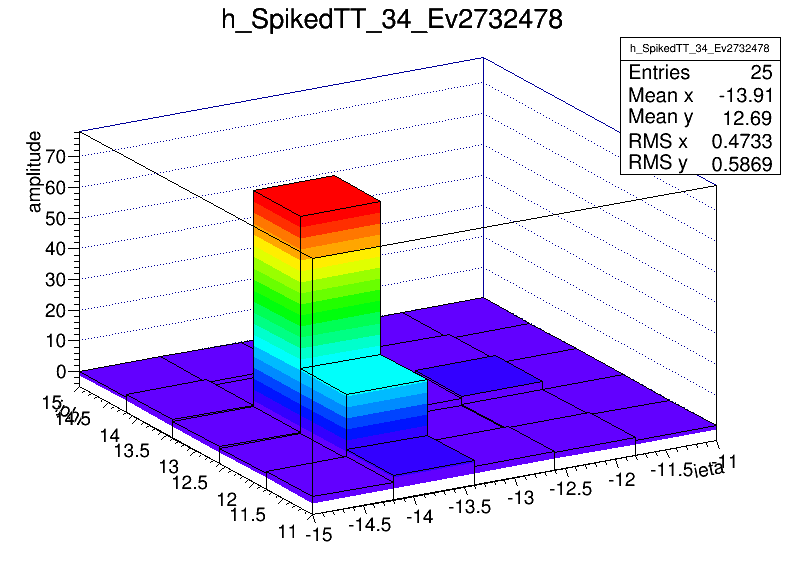 h_SpikedTT_34_Ev2732478
h_SpikedTT_34_Ev2732478
Entries 25
Mean x -13.91
Mean y 12.69
RMS x 0.4733
RMS y 0.5869
amplitude
70
60
50
40
30
20
10
0
15
14.5
14
13.5
13
12.5
12
11.5
11
-15
-14.5
-14
-13.5
-13
-12.5
-12
-11.5
-11
ieta